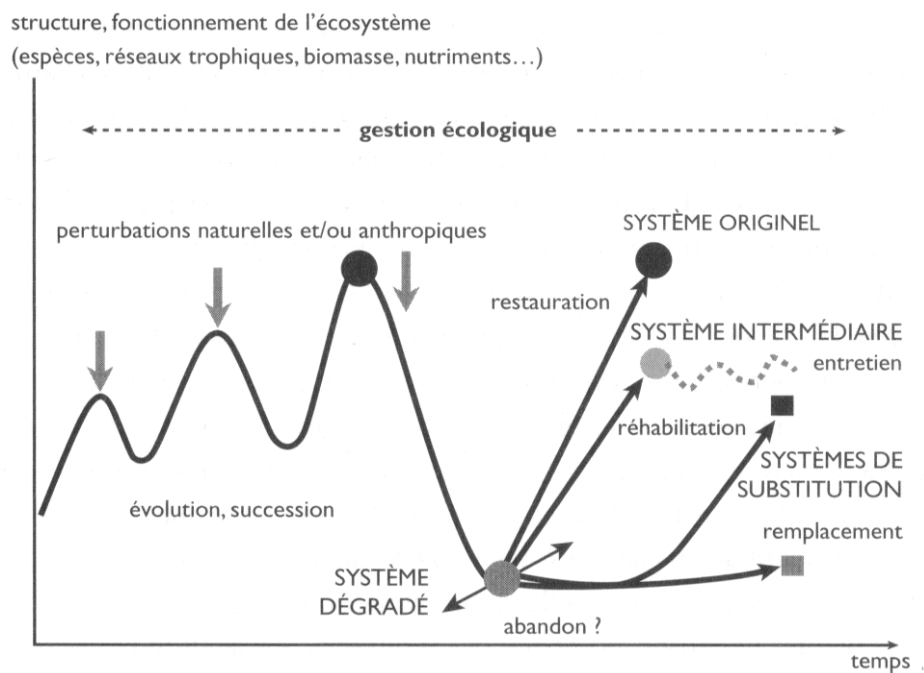 structure, fonctionnement de l'écosystème
(espèces, réseaux trophiques, biomasse, nutriments…)
gestion écologique
perturbations naturelles et/ou anthropiques
SYSTÈME ORIGINEL
restauration
SYSTÈME INTERMÉDIAIRE
entretien
réhabilitation
SYSTÈMES DE
SUBSTITUTION
évolution, succession
remplacement
SYSTÈME
DÉGRADÉ
abandon ?
temps